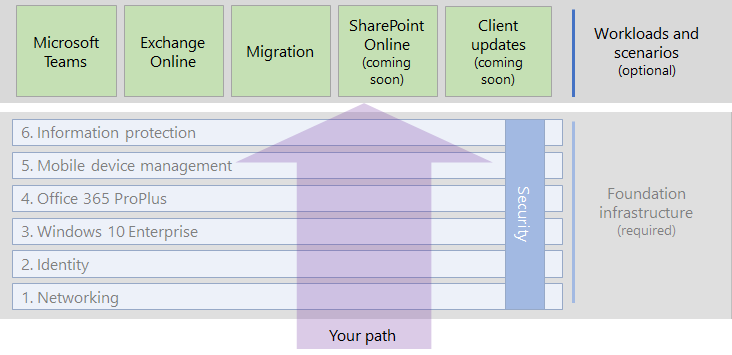 Microsoft
Teams
Exchange
Online
Migration
SharePoint
Online
(coming
soon)
Client
updates
(coming
soon)
Workloads and
scenarios
(optional)
6. Information protection
5. Mobile device management
4. Office 365 ProPlus
3. Windows 10 Enterprise
2. Identity
1. Networking
Security
Foundation
infrastructure
(required)
Your path